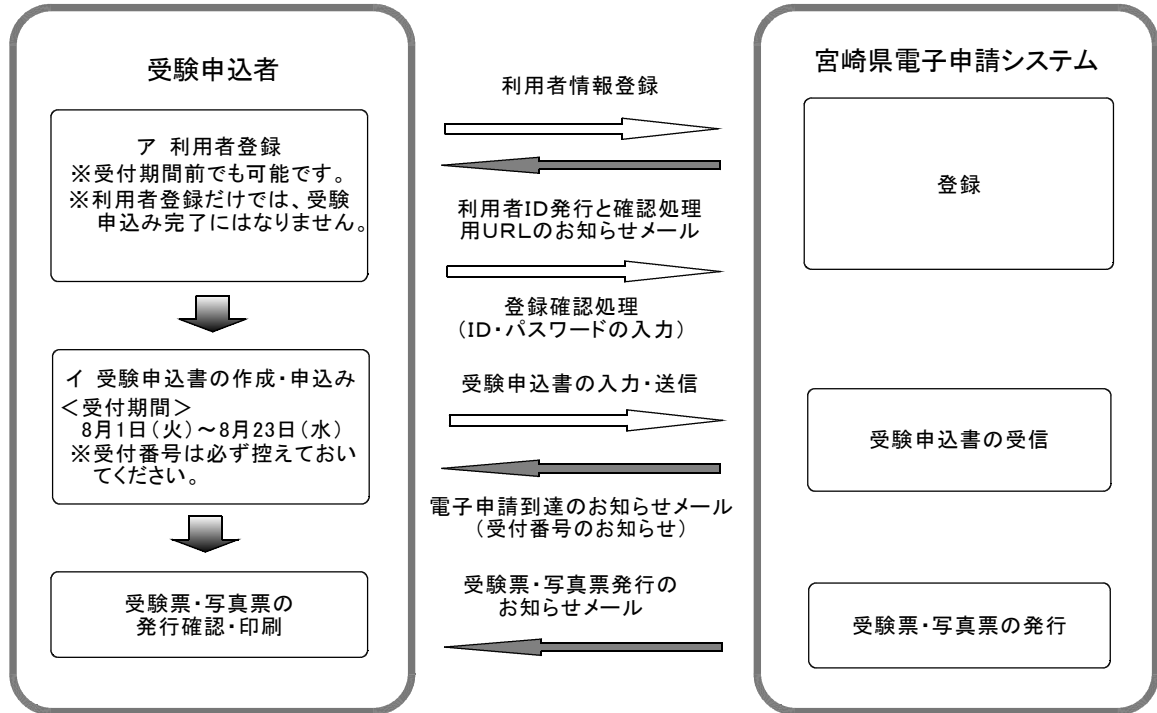 受験申込者
ア 利用者登録
※受付期間前でも可能です。
※利用者登録だけでは、受験
申込み完了にはなりません。
イ 受験申込書の作成・申込み
＜受付期間＞
8月1日（火）～8月23日（水）
※受付番号は必ず控えておい
てください。
受験票・写真票の
発行確認・印刷
利用者情報登録
利用者ID発行と確認処理
用URLのお知らせメール
登録確認処理
（ID・パスワードの入力）
受験申込書の入力・送信
電子申請到達のお知らせメール
（受付番号のお知らせ）
受験票・写真票発行の
お知らせメール
宮崎県電子申請システム
登録
受験申込書の受信
受験票・写真票の発行